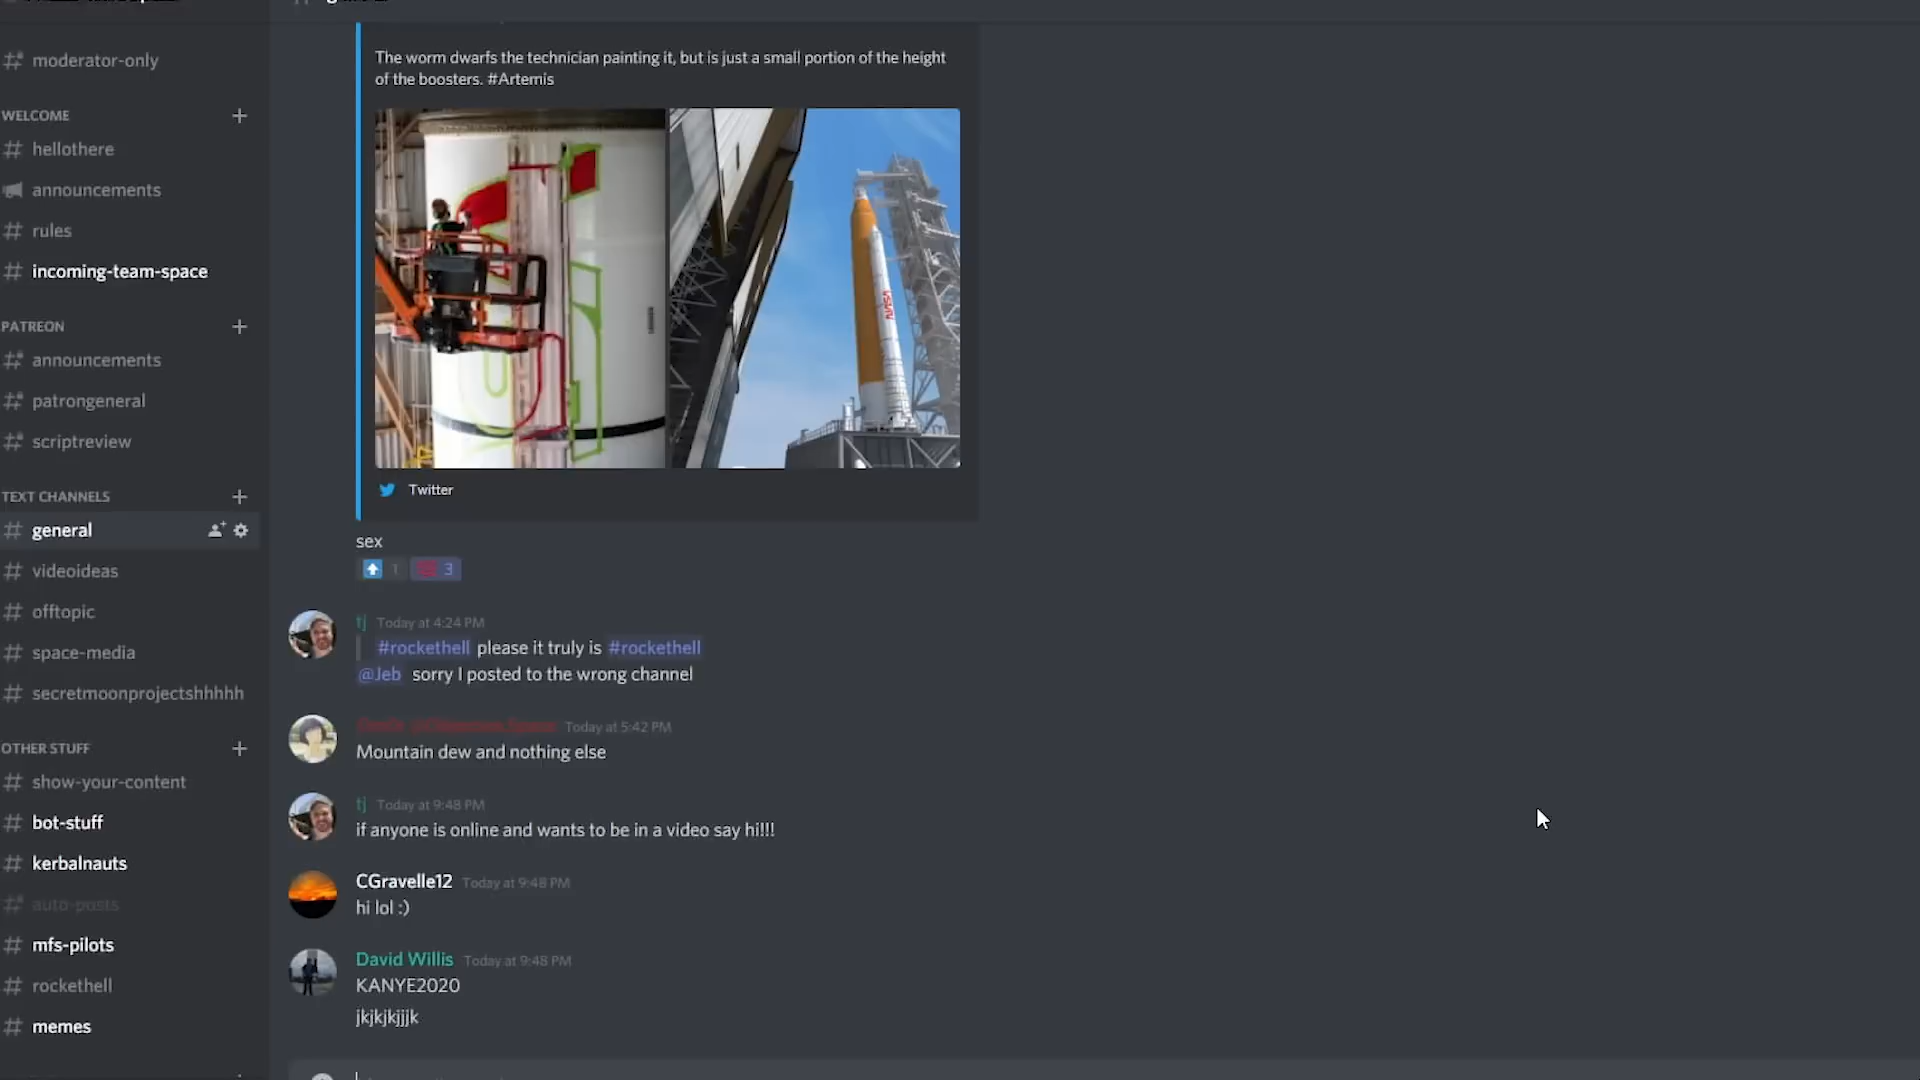 moderator-only
WELCOME
hellothere
announcements
rules
incoming-team-space
PATREON
announcements
patrongeneral
scriptreview
TEXT CHANNELS
general
videoideas
offtopic
space-media
secretmoonprojectshhhhh
OTHER STUFF
show-your-content
bot-stuff
kerbalnauts
auto-posts
mfs-pilots
rockethell
memes
The worm dwarfs the technician painting it, but is just a small portion of the height
of the boosters. #Artemis
NASA
Twitter
sex
1 3
tj Today at 4:24 PM
#rockethell please it truly is #rockethell
@Jeb sorry I posted to the wrong channel
Today at 5:42 PM
Mountain dew and nothing else
tj Today at 9:48 PM
if anyone is online and wants to be in a video say hi!!!
CGravelle12 Today at 9:48 PM
hi lol :)
David Willis Today at 9:48 PM
KANYE2020
jkjkjkjjjk